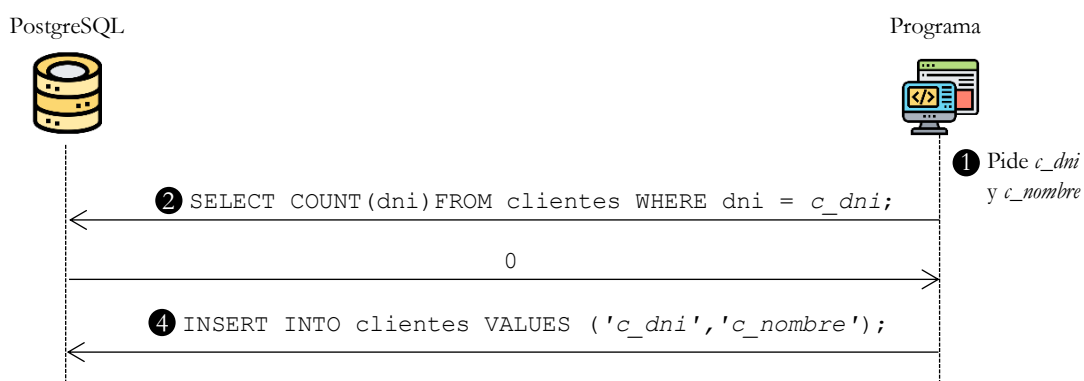 PostgreSQL
Programa
</>
1 Pide c_dni
y c_nombre
2 SELECT COUNT(dni)FROM clientes WHERE dni = c_dni;
0
4 INSERT INTO clientes VALUES ('c_dni','c_nombre');